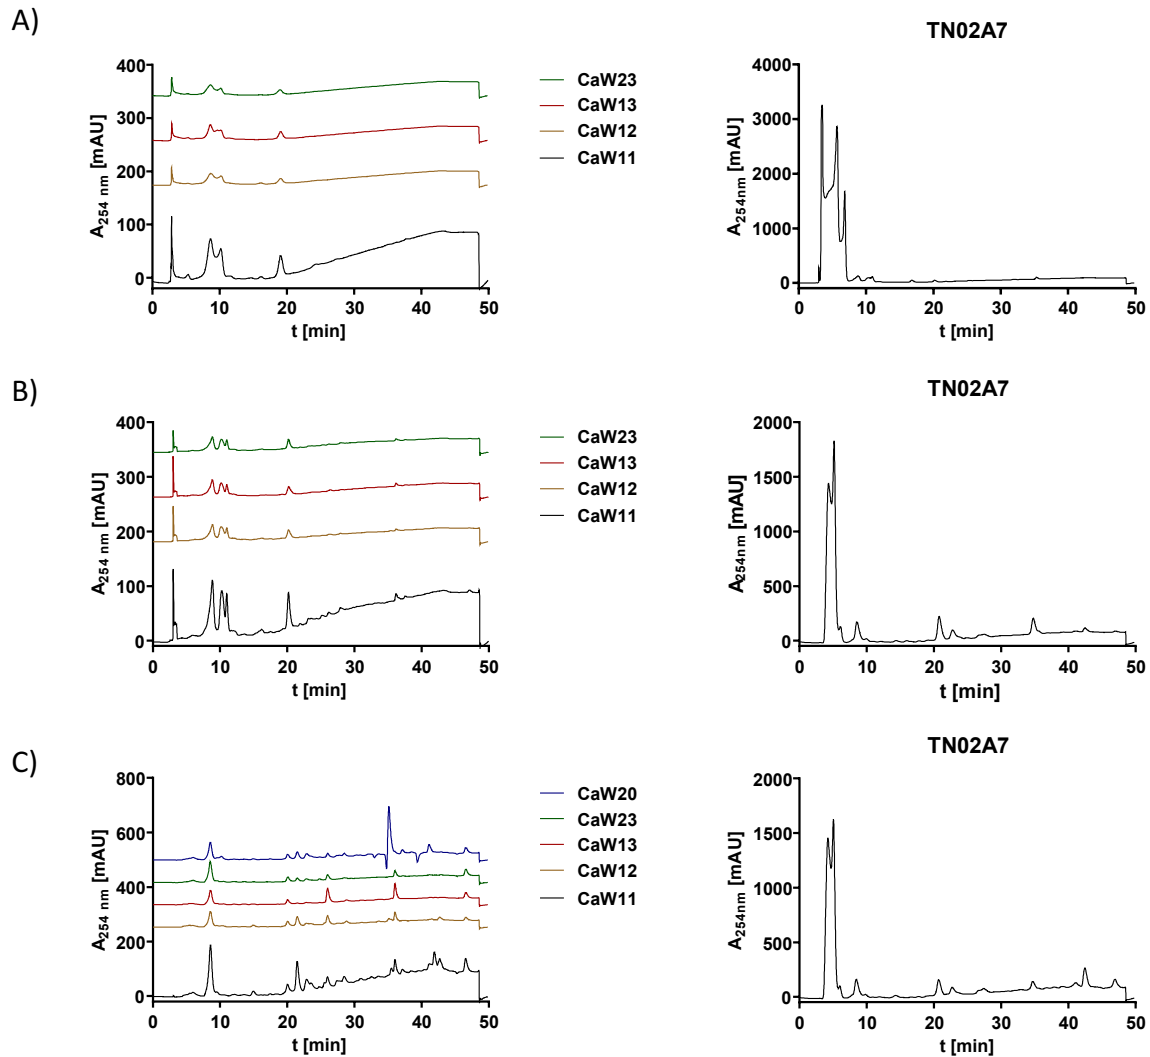 A)
TN02A7
400
300
200
100
0
A254 nm [mAU]
0 10 20 30 40 50
t [min]
CaW23
CaW13
CaW12
CaW11
4000
3000
2000
1000
0
A254nm [mAU]
0 10 20 30 40 50
t [min]
B)
TN02A7
400
300
200
100
0
A254 nm [mAU]
0 10 20 30 40 50
t [min]
CaW23
CaW13
CaW12
CaW11
2000
1500
1000
500
0
A254nm [mAU]
0 10 20 30 40 50
t [min]
C)
TN02A7
800
600
400
200
0
A254 nm [mAU]
0 10 20 30 40 50
t [min]
CaW20
CaW23
CaW13
CaW12
CaW11
2000
1500
1000
500
0
A254nm [mAU]
0 10 20 30 40 50
t [min]